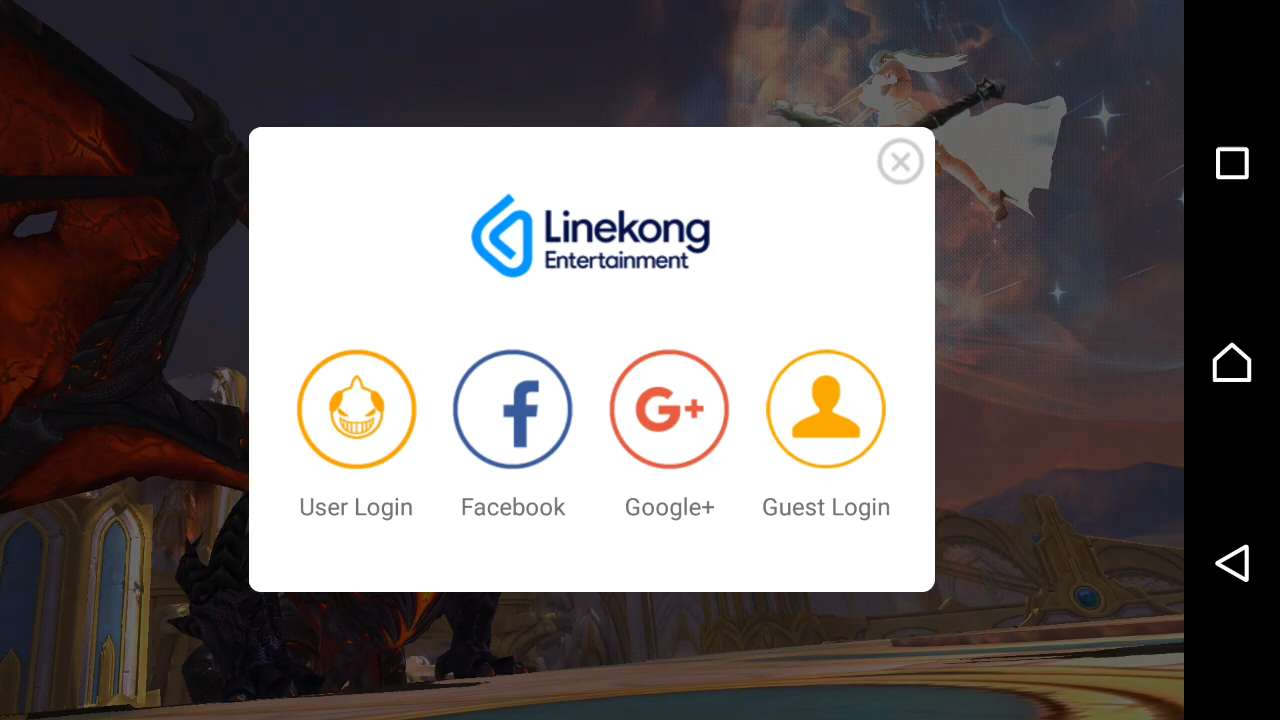 Linekong
Entertainment
User Login
Facebook
Google+
Guest Login